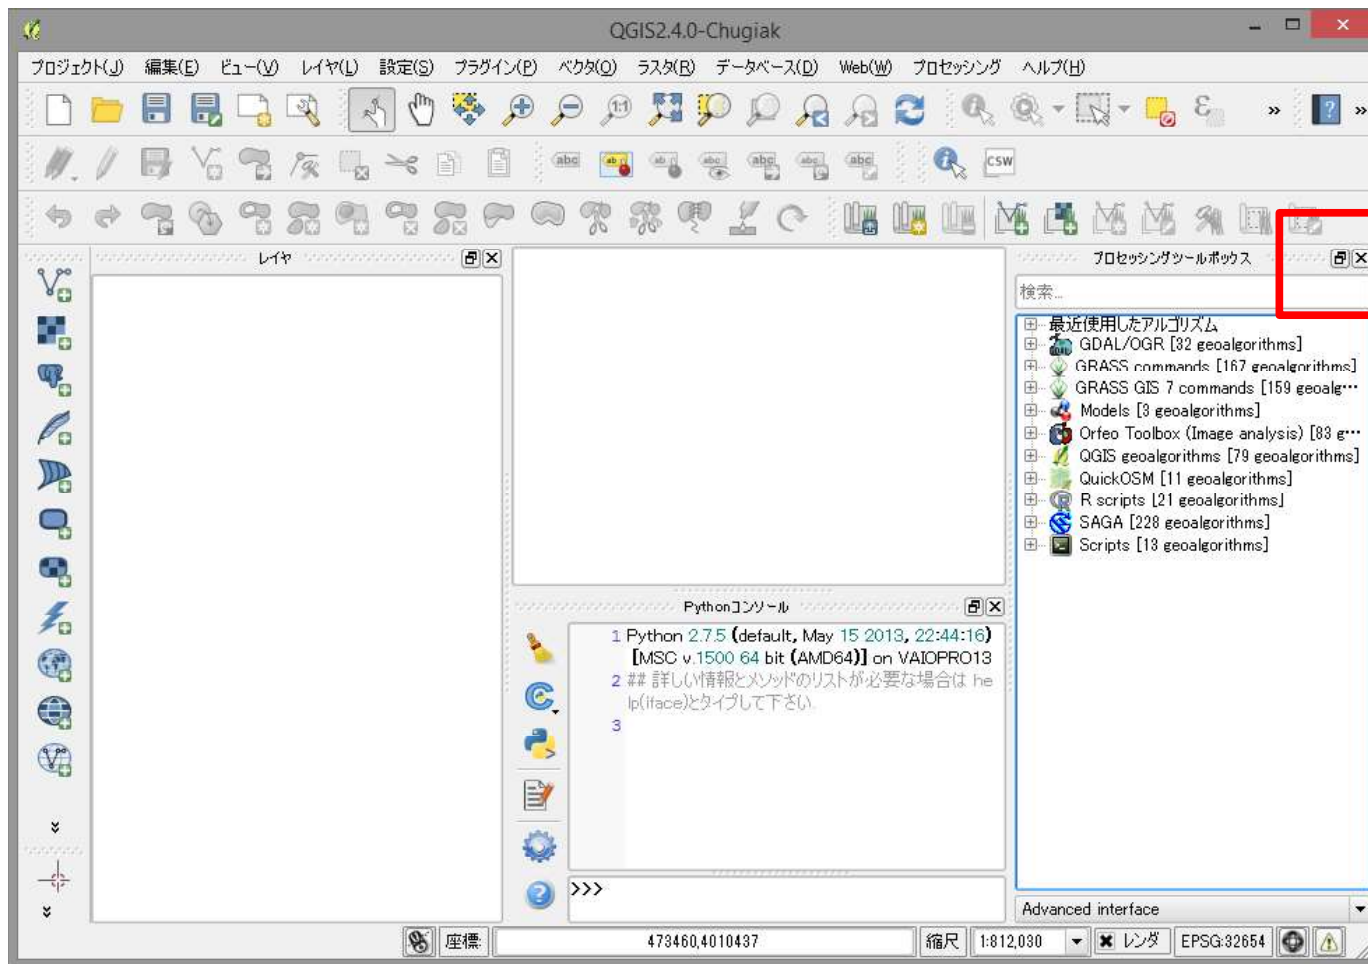 QGIS2.4.0-Chugiak
プロジェクト(J) 編集(E) ビュー(V) レイヤ(L) 設定(S) プラグイン(P) ベクタ(O) ラスタ(R) データベース(D) Web(W) プロセッシング ヘルプ(H)
1:1
ε
»
?
»
abc
ab
ab
abc
abc
abc
abc
CSW
レイヤ
プロセッシングツールボックス
検索...
最近使用したアルゴリズム
GDAL/OGR [32 geoalgorithms]
GRASS commands [167 geoalgorithms]
GRASS GIS 7 commands [159 geoalg…
Models [3 geoalgorithms]
Orfeo Toolbox (Image analysis) [83 g…
QGIS geoalgorithms [79 geoalgorithms]
QuickOSM [11 geoalgorithms]
R scripts [21 geoalgorithms]
SAGA [228 geoalgorithms]
Scripts [13 geoalgorithms]
Pythonコンソール
1 Python 2.7.5 (default, May 15 2013, 22:44:16)
[MSC v.1500 64 bit (AMD64)] on VAIOPRO13
2 ## 詳しい情報とメソッドのリストが必要な場合は he
lp(iface)とタイプして下さい.
3
>>>
Advanced interface
座標: 473460,4010437 縮尺 1:812,030 レンダ EPSG:32654